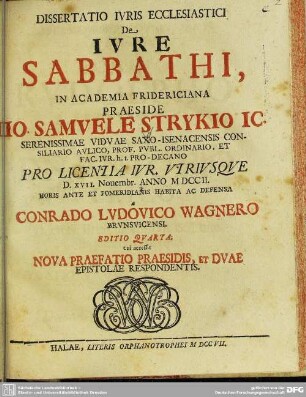 DISSERTATIO IVRIS ECCLESIASTICI
De
IVRE
SABBATHI,
IN ACADEMIA FRIDERICIANA
PRAESIDE
IO. SAMVELE STRYKIO IC.
SERENISSIMAE VIDVAE SAXO-ISENACENSIS CON-
SILIARIO AVLICO, PROF. PVBL. ORDINARIO, ET
FAC. IVR. h. t. PRO-DECANO
PRO LICENTIA IVR. VTRIVSQVE
D. XVII. Novembr. ANNO MDCCII.
HORIS ANTE ET POMERIDIANIS HABITA AC DEFENSA
a
CONRADO LVDOVICO WAGNERO
BRVNSVICENSI.
EDITIO QVARTA;
cui accessit
NOVA PRAEFATIO PRAESIDIS, ET DVAE
EPISTOLAE RESPONDENTIS.
HALAE, LITERIS ORPHANOTROPHEI MDCCVII.
DFG